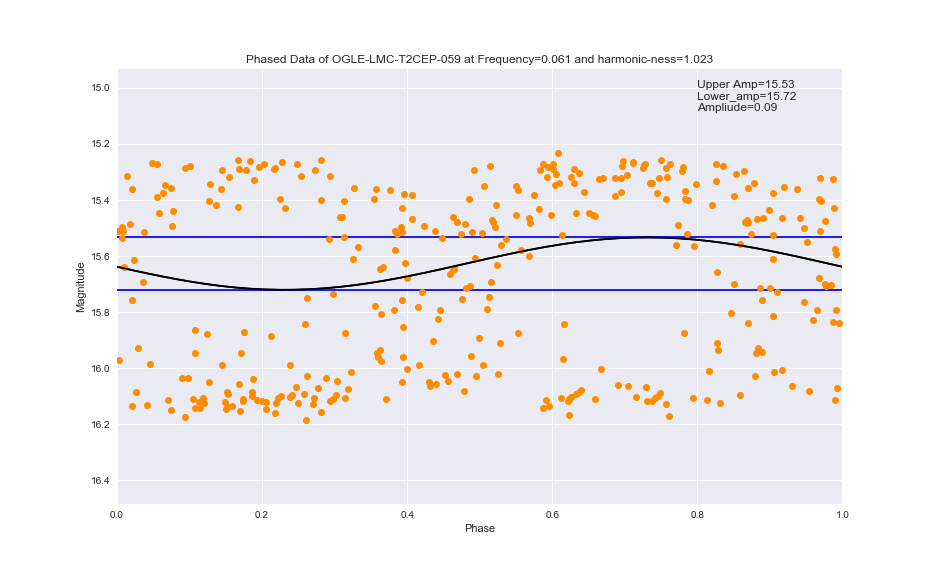 Phased Data of OGLE-LMC-T2CEP-059 at Frequency=0.061 and harmonic-ness=1.023
Upper Amp=15.53
Lower_amp=15.72
Ampliude=0.09
15.0
15.2
15.4
15.6
15.8
16.0
16.2
16.4
Magnitude
0.0 0.2 0.4 0.6 0.8 1.0
Phase